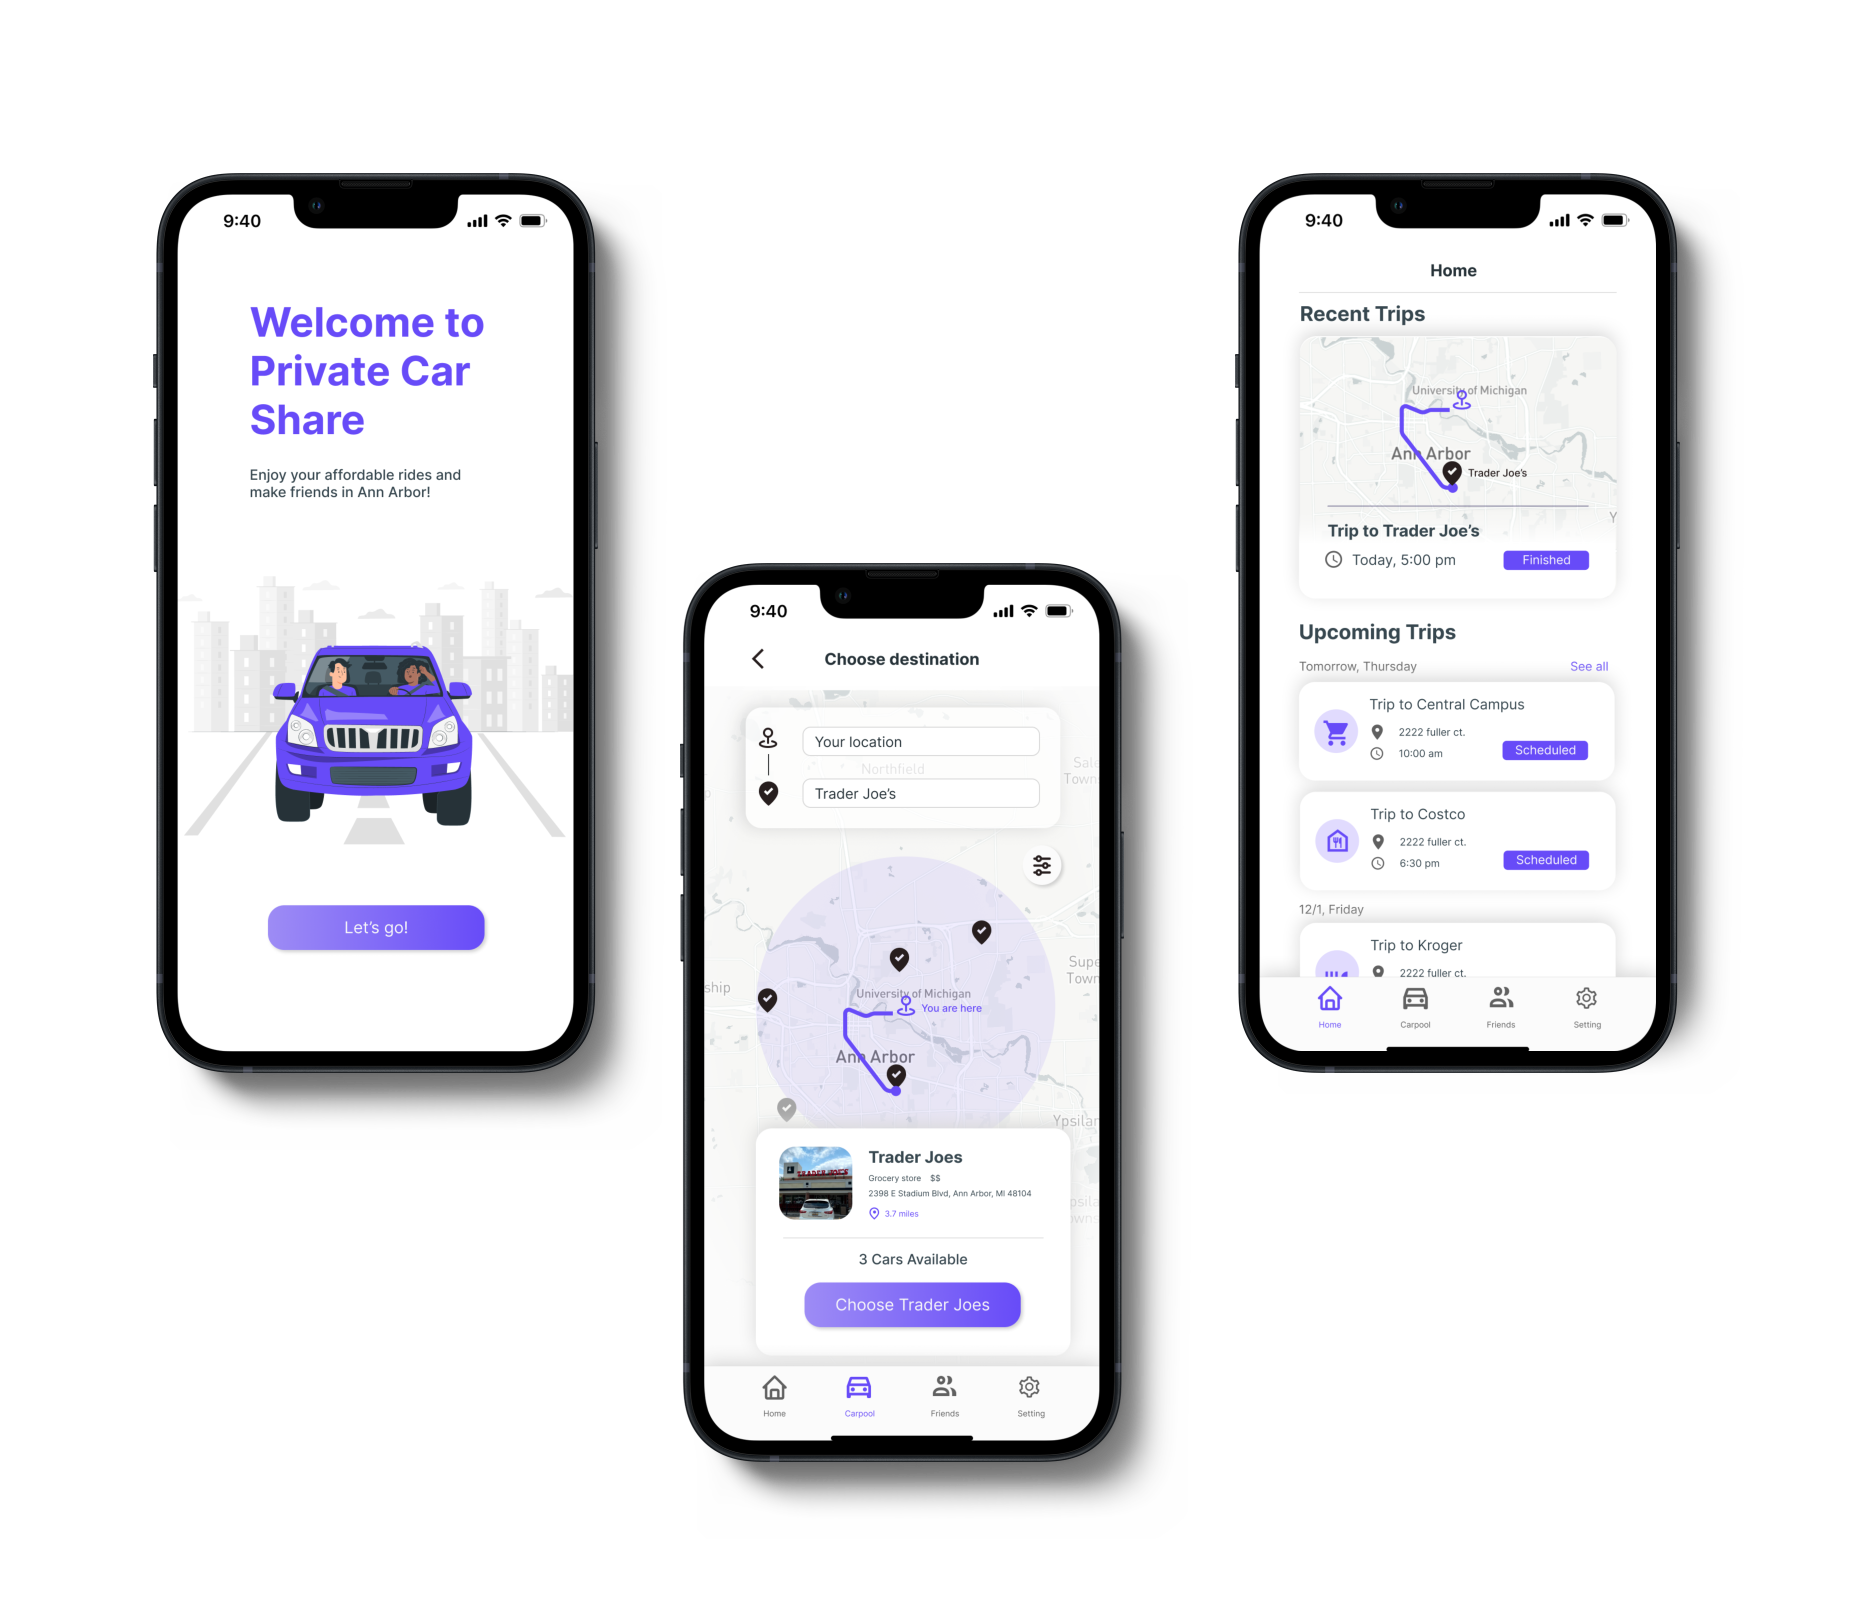 9:40
Welcome to
Private Car
Share
Enjoy your affordable rides and
make friends in Ann Arbor!
Let's go!
9:40
Choose destination
Your location
Northfield
Trader Joe's
Sale
Town
Supe
Town
ship
University of Michigan
You are here
Ann Arbor
Ypsilan
TRADER JOE'S
Trader Joes
Grocery store $$
2398 E Stadium Blvd, Ann Arbor, MI 48104
3.7 miles
psila
own
3 Cars Available
Choose Trader Joes
Home
Carpool
Friends
Setting
9:40
Home
Recent Trips
University of Michigan
Ann Arbor
Trader Joe's
Y
Trip to Trader Joe's
Today, 5:00 pm
Finished
Upcoming Trips
Tomorrow, Thursday
See all
Trip to Central Campus
2222 fuller ct.
10:00 am
Scheduled
Trip to Costco
2222 fuller ct.
6:30 pm
Scheduled
12/1, Friday
Trip to Kroger
2222 fuller ct.
Home
Carpool
Friends
Setting